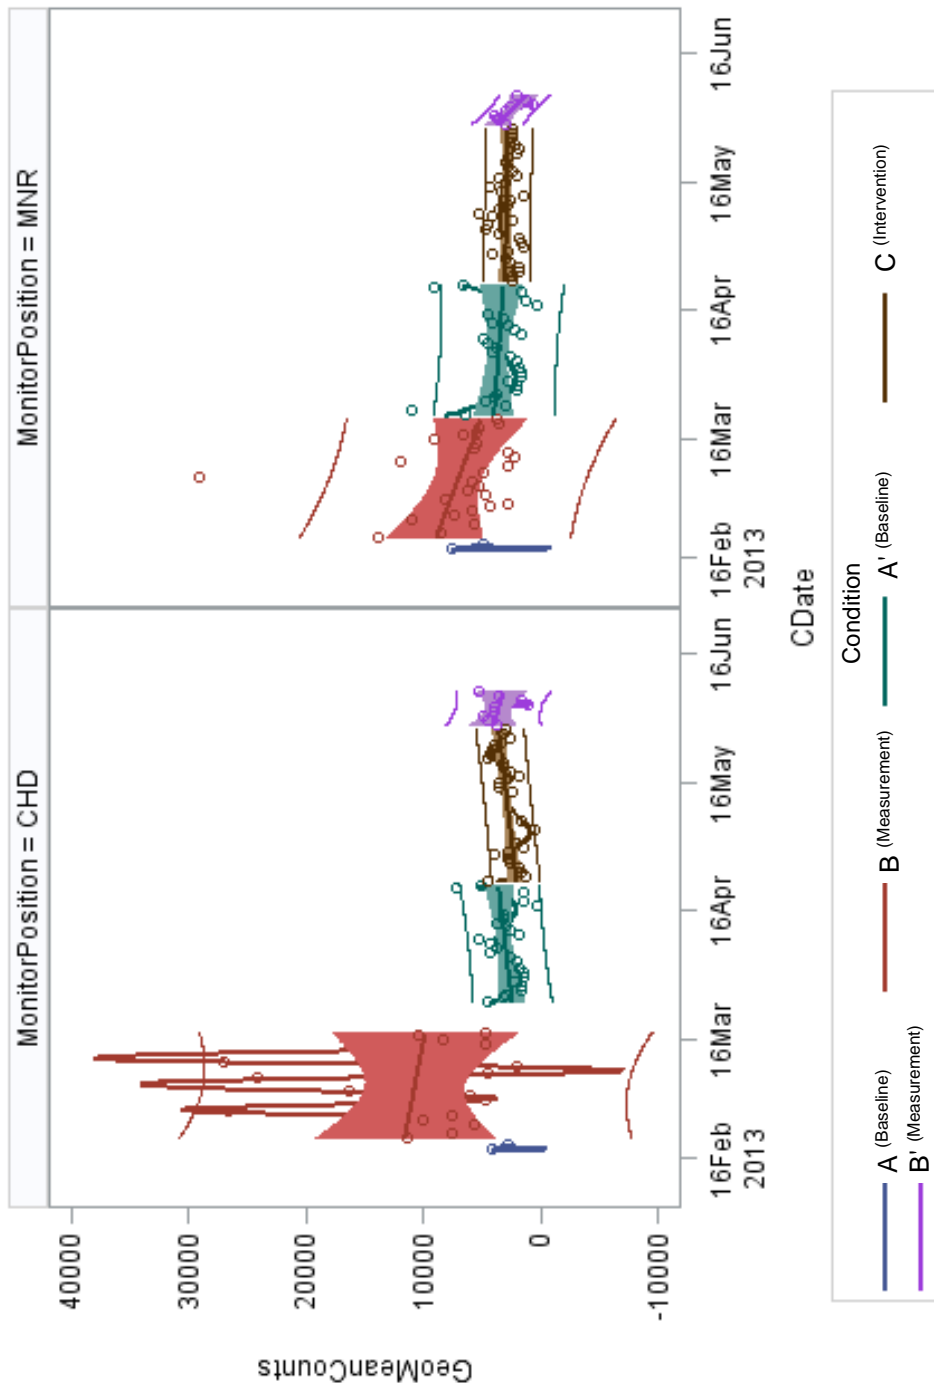 MonitorPosition = CHD
MonitorPosition = MNR
GeoMeanCounts
40000
30000
20000
10000
0
-10000
16Feb
2013
16Mar
16Apr
16May
16Jun
16Feb
2013
16Mar
16Apr
16May
16Jun
CDate
Condition
A (Baseline) B (Measurement) A' (Baseline) C (Intervention)
B' (Measurement)